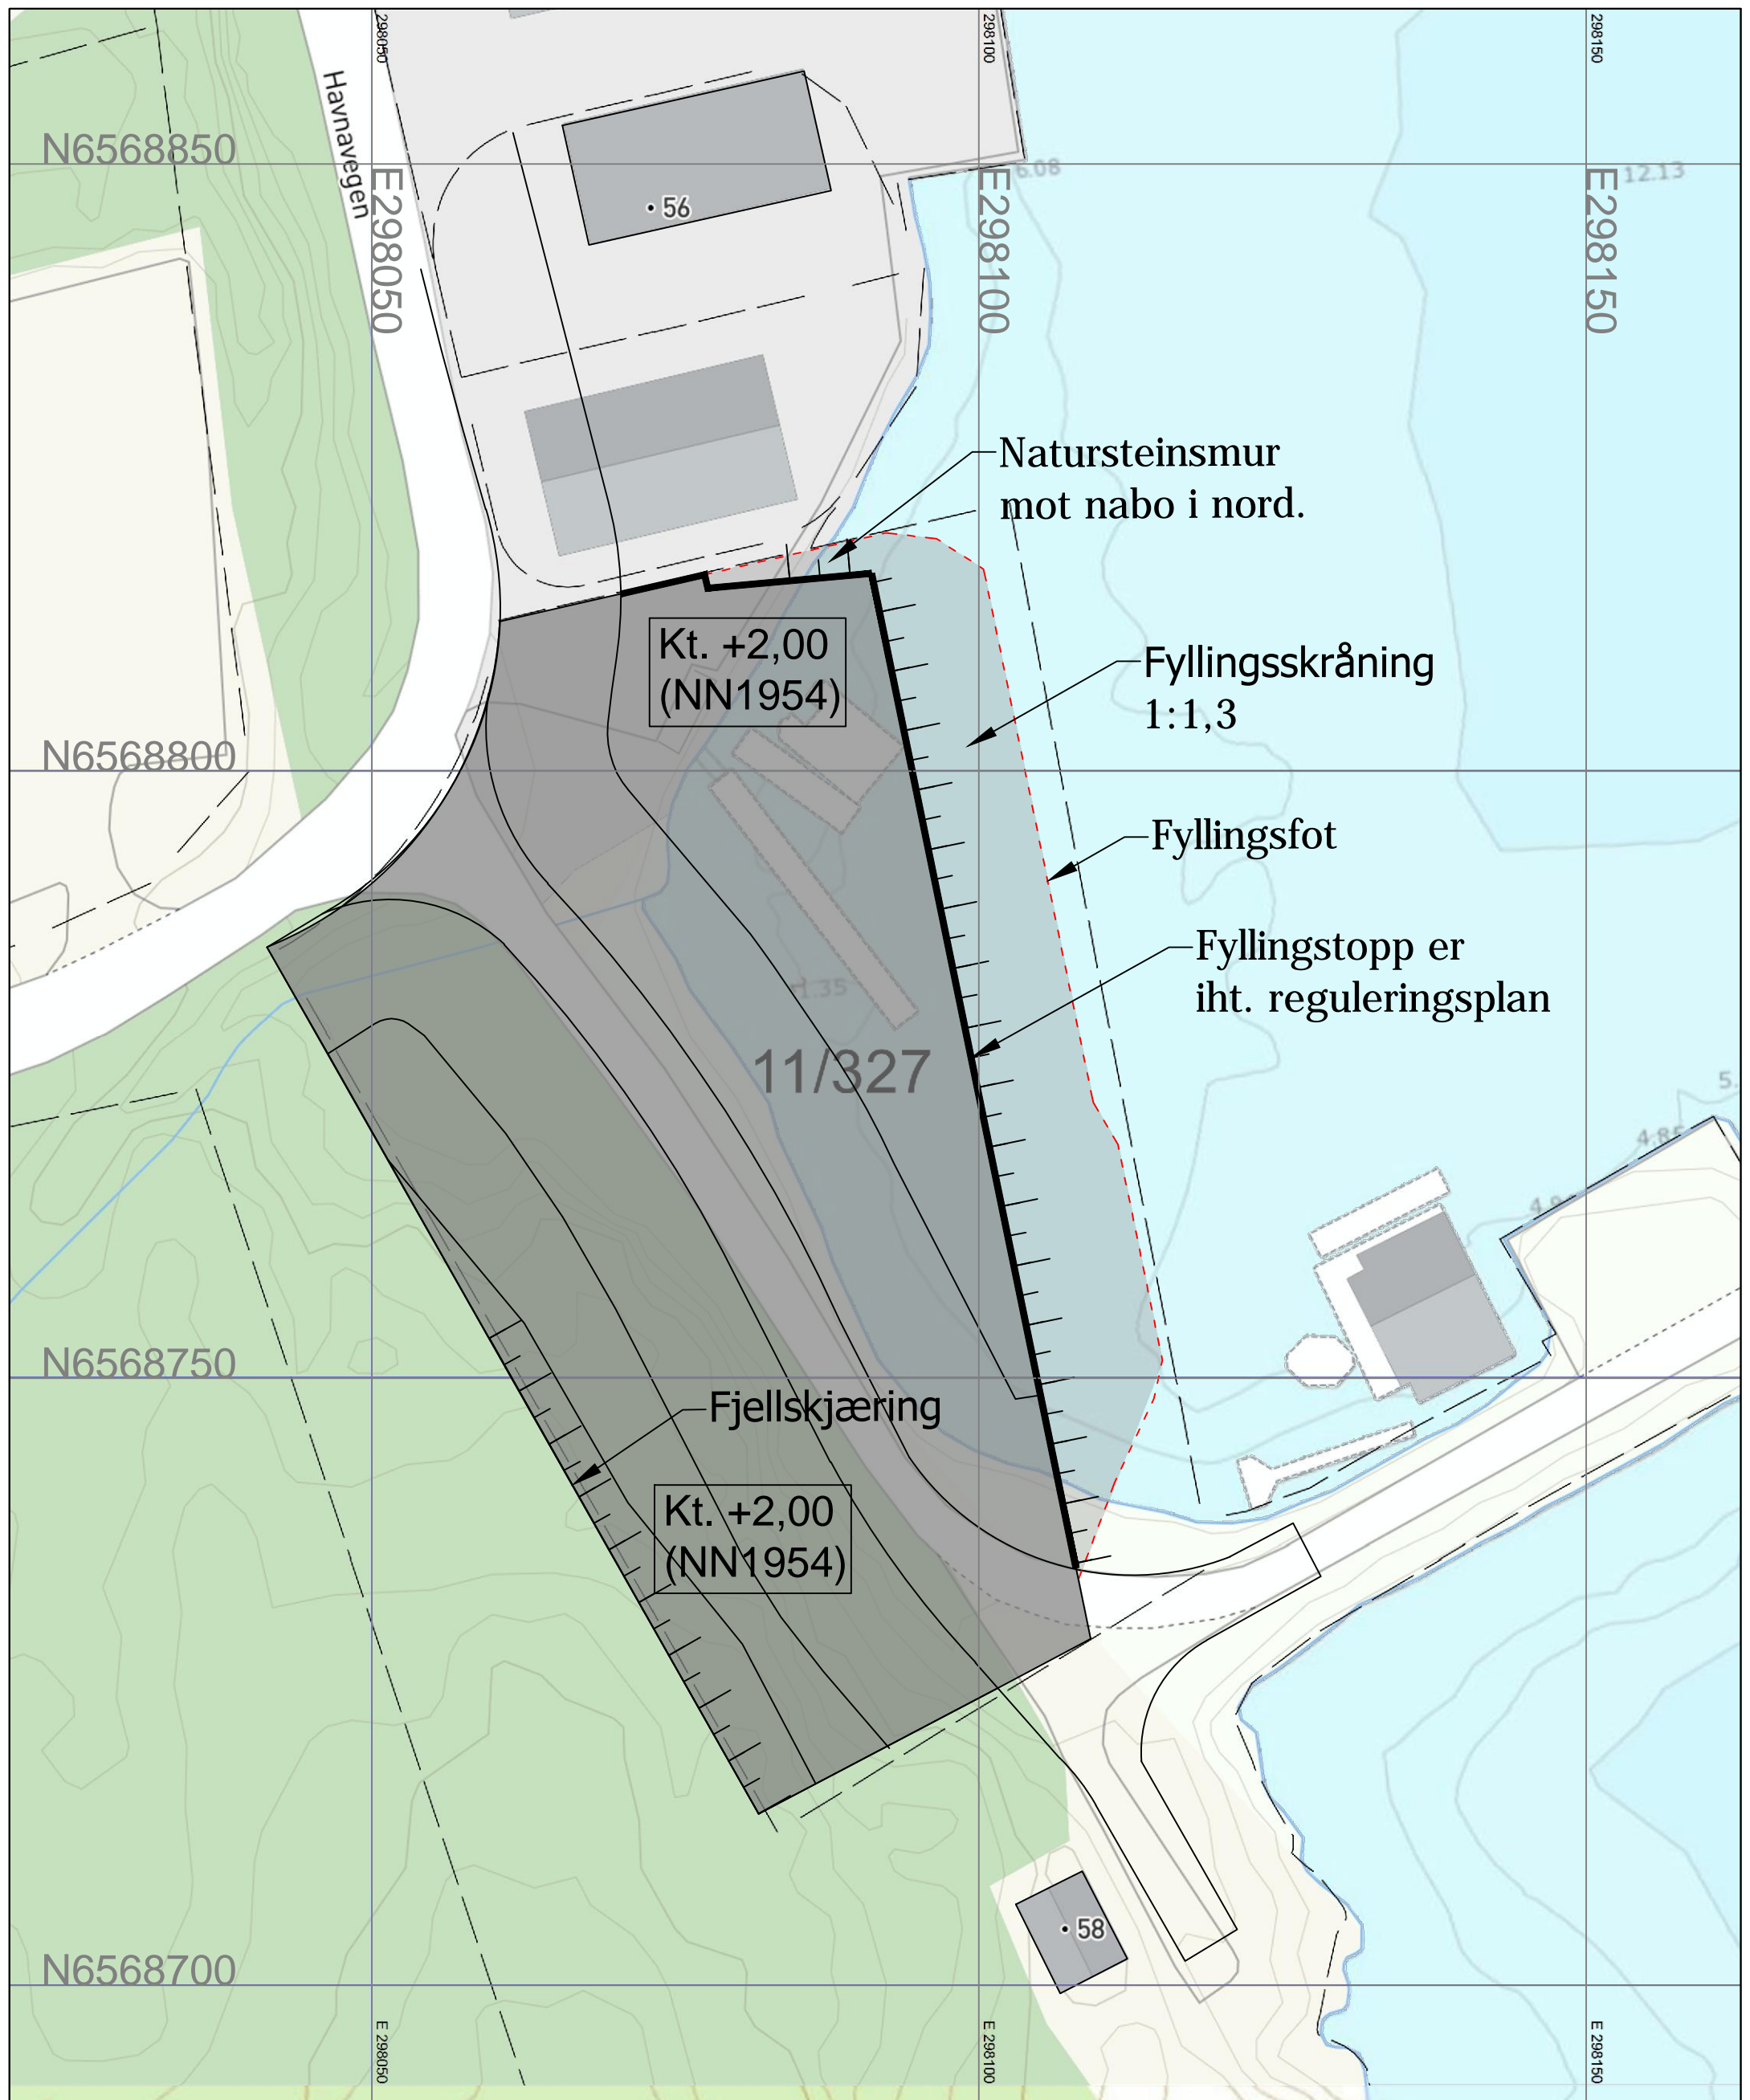 298050
298100
298150
Havnavegen
N6568850
E298050
E298100
E298150
6.08
12.13
56
Natursteinsmur
mot nabo i nord.
Kt. +2,00
(NN1954)
Fyllingsskråning
1:1,3
N6568800
Fyllingsfot
Fyllingstopp er
iht. reguleringsplan
1.35
11/327
4.85
N6568750
Fjellskjæring
Kt. +2,00
(NN1954)
58
N6568700
E 298050
E 298100
E 298150